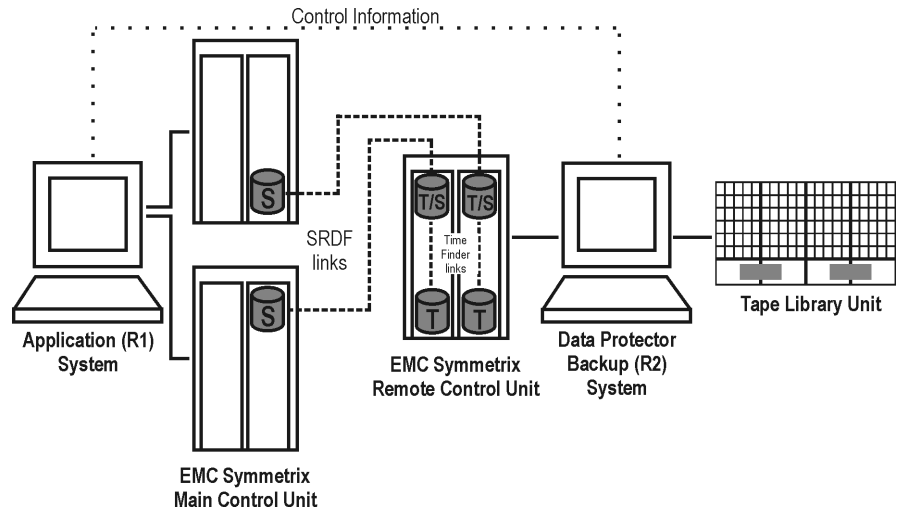 Control Information
S
T/S
T/S
SRDF
links
Time
Finder
links
S
T
T
Application (R1)
System
Tape Library Unit
Data Protector
Backup (R2)
System
EMC Symmetrix
Remote Control Unit
EMC Symmetrix
Main Control Unit